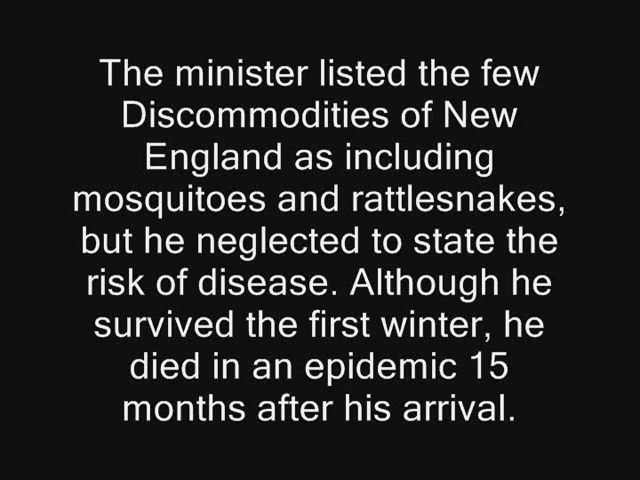 The minister listed the few
Discommodities of New
England as including
mosquitoes and rattlesnakes,
but he neglected to state the
risk of disease. Although he
survived the first winter, he
died in an epidemic 15
months after his arrival.